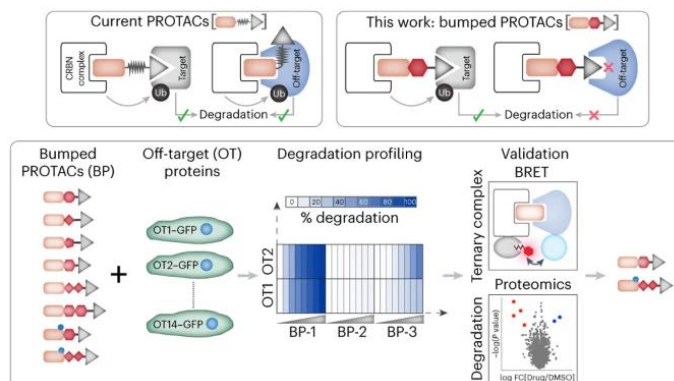 Current PROTACs
This work: bumped PROTACs
CRBN
complex
Target
Ub
Off-target
Ub
Degradation
Target
Ub
Off-target
Degradation
Bumped
PROTACs (BP)
Off-target (OT)
proteins
Degradation profiling
Validation
BRET
0 20 40 60 80 100
% degradation
OT1–GFP
OT2–GFP
OT14–GFP
OT2
OT1
BP-1
BP-2
BP-3
Ternary complex
Proteomics
Degradation
–log(P value)
log FC[Drug/DMSO]